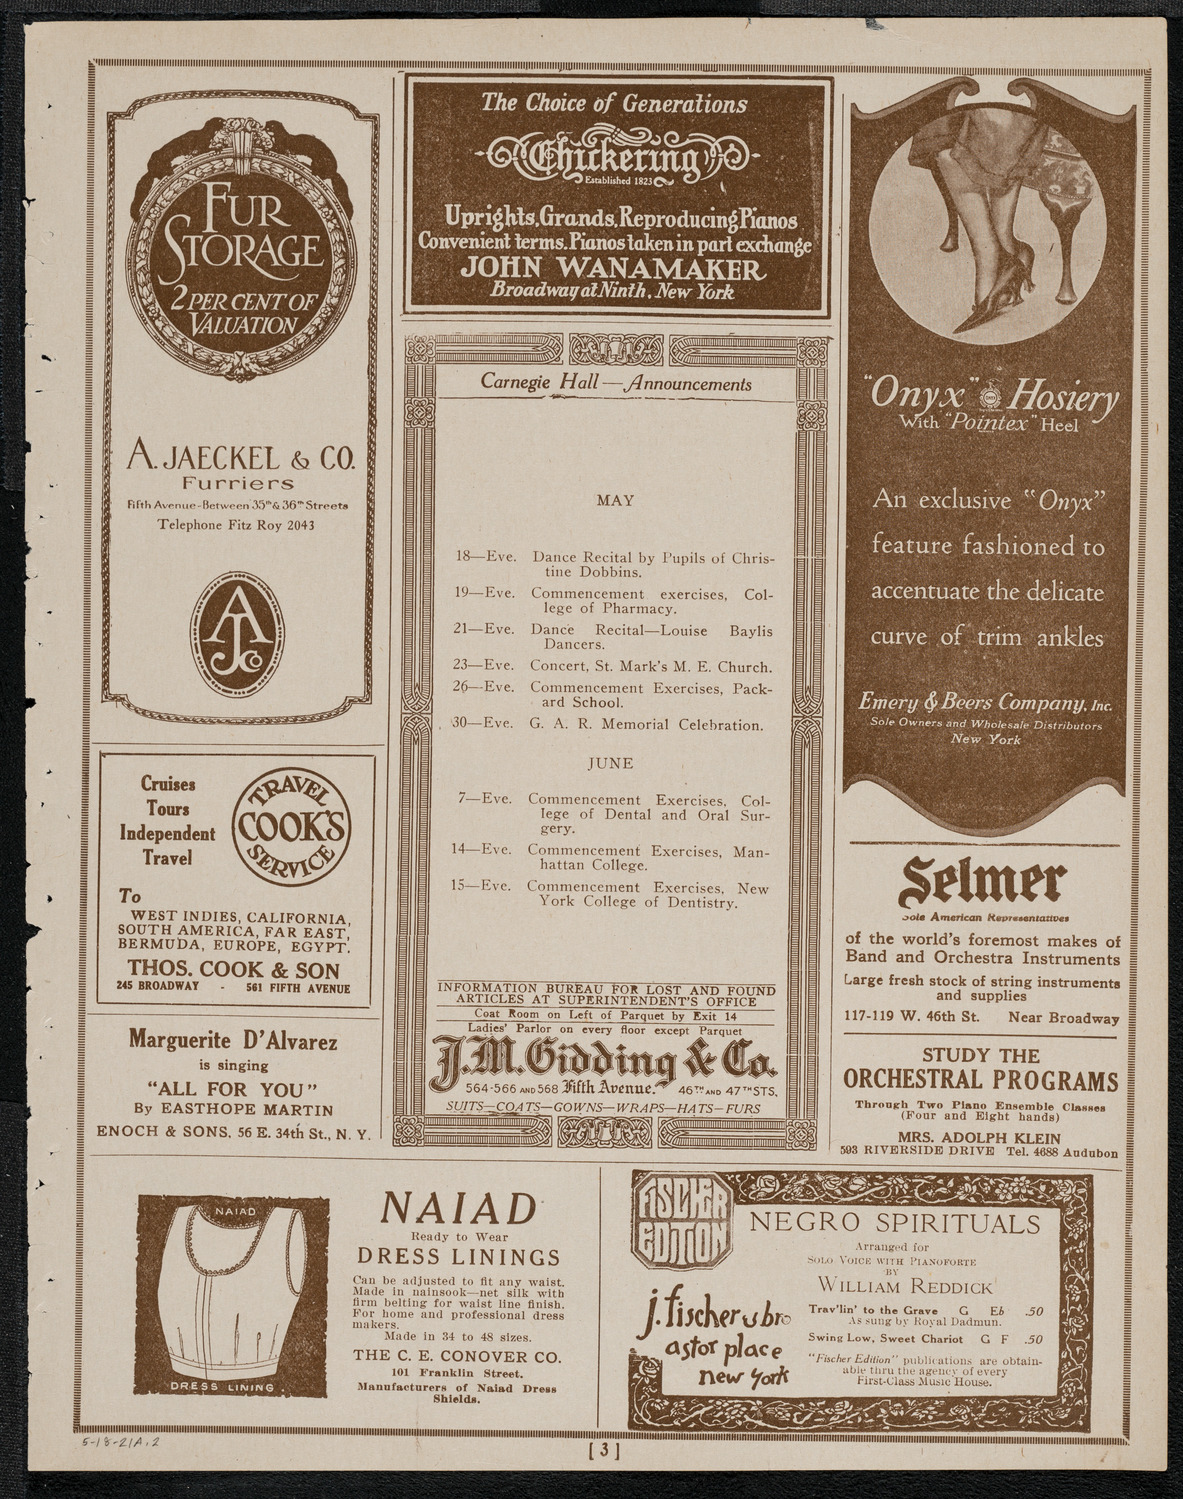 FUR
STORAGE
2 PER CENT OF
VALUATION
A. JAECKEL & CO.
Furriers
Fifth Avenue-Between 35th & 36th Streets
Telephone Fitz Roy 2043
AJCo
The Choice of Generations
Chickering
Established 1823
Uprights, Grands, Reproducing Pianos
Convenient terms. Pianos taken in part exchange
JOHN WANAMAKER
Broadway at Ninth, New York
Carnegie Hall—Announcements
MAY
18—Eve. Dance Recital by Pupils of Chris-
tine Dobbins.
19—Eve. Commencement exercises, Col-
lege of Pharmacy.
21—Eve. Dance Recital—Louise Baylis
Dancers.
23—Eve. Concert, St. Mark's M. E. Church.
26—Eve. Commencement Exercises, Pack-
ard School.
30—Eve. G. A. R. Memorial Celebration.
JUNE
7—Eve. Commencement Exercises, Col-
lege of Dental and Oral Sur-
gery.
14—Eve. Commencement Exercises, Man-
hattan College.
15—Eve. Commencement Exercises, New
York College of Dentistry.
INFORMATION BUREAU FOR LOST AND FOUND
ARTICLES AT SUPERINTENDENT'S OFFICE
Coat Room on Left of Parquet by Exit 14
Ladies' Parlor on every floor except Parquet
J.M. Gidding & Co.
564-566 AND 568 Fifth Avenue. 46TH AND 47TH STS.
SUITS—COATS—GOWNS—WRAPS—HATS—FURS
"Onyx" Hosiery
With "Pointex" Heel
An exclusive "Onyx"
feature fashioned to
accentuate the delicate
curve of trim ankles
Emery & Beers Company, Inc.
Sole Owners and Wholesale Distributors
New York
Cruises
Tours
Independent
Travel
TRAVEL
COOK'S
SERVICE
To
WEST INDIES, CALIFORNIA,
SOUTH AMERICA, FAR EAST,
BERMUDA, EUROPE, EGYPT.
THOS. COOK & SON
245 BROADWAY - 561 FIFTH AVENUE
Marguerite D'Alvarez
is singing
"ALL FOR YOU"
By EASTHOPE MARTIN
ENOCH & SONS, 56 E. 34th St., N. Y.
Selmer
Sole American Representatives
of the world's foremost makes of
Band and Orchestra Instruments
Large fresh stock of string instruments
and supplies
117-119 W. 46th St. Near Broadway
STUDY THE
ORCHESTRAL PROGRAMS
Through Two Piano Ensemble Classes
(Four and Eight hands)
MRS. ADOLPH KLEIN
593 RIVERSIDE DRIVE Tel. 4688 Audubon
NAIAD
DRESS LINING
NAIAD
Ready to Wear
DRESS LININGS
Can be adjusted to fit any waist.
Made in nainsook—net silk with
firm belting for waist line finish.
For home and professional dress
makers.
Made in 34 to 48 sizes.
THE C. E. CONOVER CO.
101 Franklin Street.
Manufacturers of Naiad Dress
Shields.
FISCHER
EDITION
j. fischer & bro
astor place
new york
NEGRO SPIRITUALS
Arranged for
SOLO VOICE WITH PIANOFORTE
BY
WILLIAM REDDICK
Trav'lin' to the Grave G Eb .50
As sung by Royal Dadmun.
Swing Low, Sweet Chariot G F .50
"Fischer Edition" publications are obtain-
able thru the agency of every
First-Class Music House.
5-18-21A.2
[ 3 ]